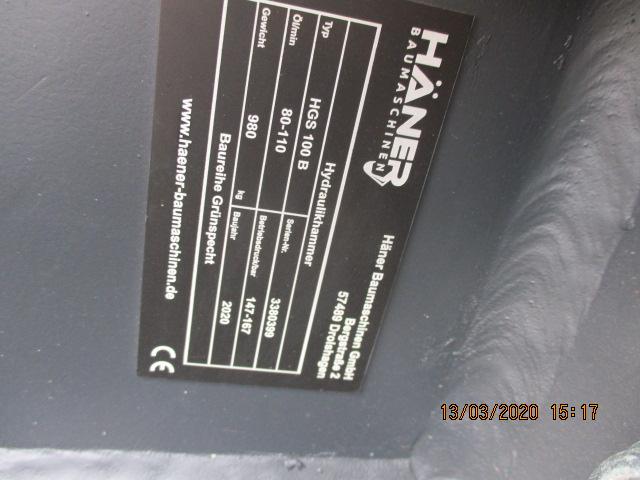 HÄNER
BAUMASCHINEN
Häner Baumaschinen GmbH
Bergstraße 2
57489 Drolshagen
Hydraulikhammer
Typ HGS 100 B Serien-Nr. 3380399
Öl/min 80-110 Betriebsdruck/bar 147-167
Gewicht 980 kg Baujahr 2020
Baureihe Grünspecht
www.haener-baumaschinen.de
CE
13/03/2020 15:17